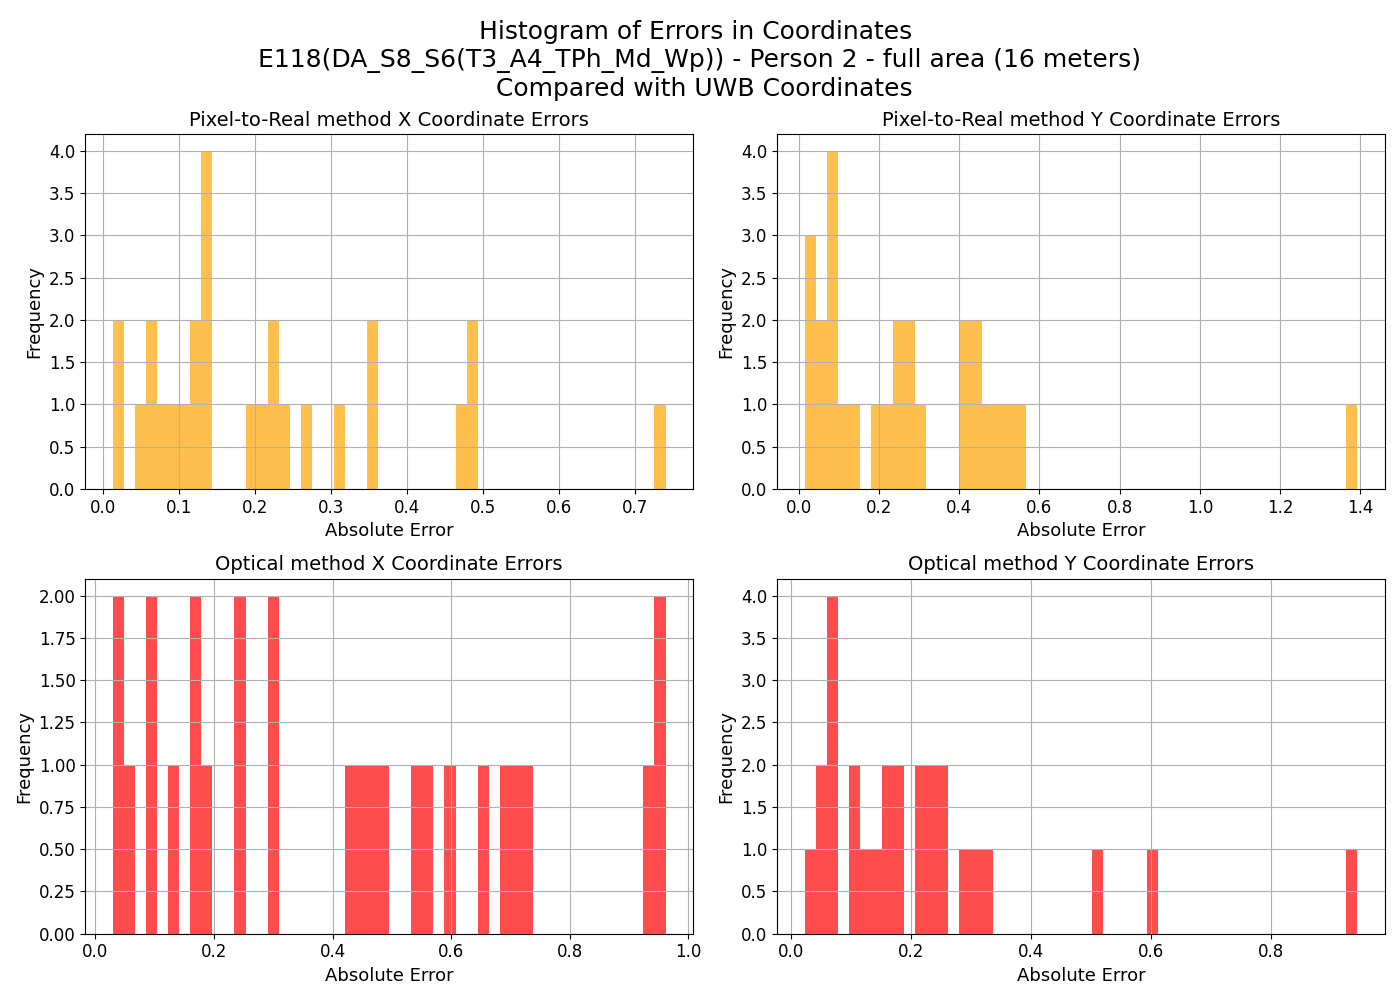 Histogram of Errors in Coordinates
E118(DA_S8_S6(T3_A4_TPh_Md_Wp)) - Person 2 - full area (16 meters)
Compared with UWB Coordinates
Pixel-to-Real method X Coordinate Errors
4.0
3.5
3.0
2.5
2.0
1.5
1.0
0.5
0.0
Frequency
0.0 0.1 0.2 0.3 0.4 0.5 0.6 0.7
Absolute Error
Pixel-to-Real method Y Coordinate Errors
4.0
3.5
3.0
2.5
2.0
1.5
1.0
0.5
0.0
Frequency
0.0 0.2 0.4 0.6 0.8 1.0 1.2 1.4
Absolute Error
Optical method X Coordinate Errors
2.00
1.75
1.50
1.25
1.00
0.75
0.50
0.25
0.00
Frequency
0.0 0.2 0.4 0.6 0.8 1.0
Absolute Error
Optical method Y Coordinate Errors
4.0
3.5
3.0
2.5
2.0
1.5
1.0
0.5
0.0
Frequency
0.0 0.2 0.4 0.6 0.8
Absolute Error